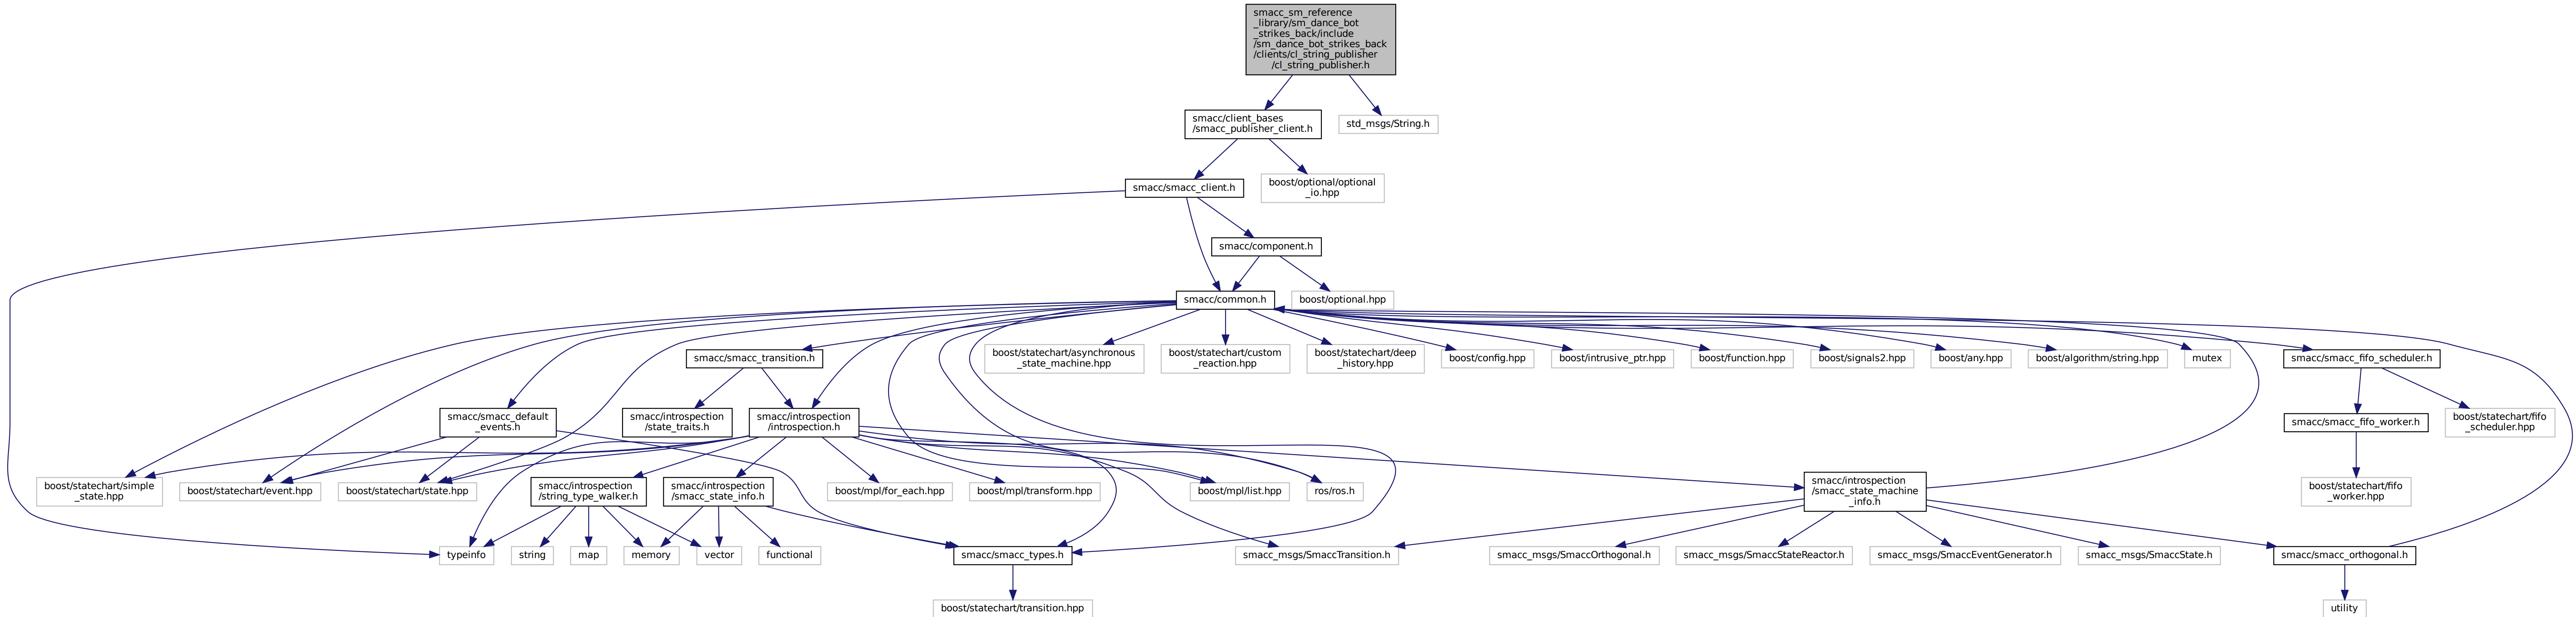 smacc_sm_reference
_library/sm_dance_bot
_strikes_back/include
/sm_dance_bot_strikes_back
/clients/cl_string_publisher
/cl_string_publisher.h
smacc/client_bases
/smacc_publisher_client.h
std_msgs/String.h
smacc/smacc_client.h
boost/optional/optional
_io.hpp
smacc/component.h
smacc/common.h
boost/optional.hpp
smacc/smacc_transition.h
boost/statechart/asynchronous
_state_machine.hpp
boost/statechart/custom
_reaction.hpp
boost/statechart/deep
_history.hpp
boost/config.hpp
boost/intrusive_ptr.hpp
boost/function.hpp
boost/signals2.hpp
boost/any.hpp
boost/algorithm/string.hpp
mutex
smacc/smacc_fifo_scheduler.h
smacc/smacc_default
_events.h
smacc/introspection
/state_traits.h
smacc/introspection
/introspection.h
smacc/smacc_fifo_worker.h
boost/statechart/fifo
_scheduler.hpp
boost/statechart/simple
_state.hpp
boost/statechart/event.hpp
boost/statechart/state.hpp
smacc/introspection
/string_type_walker.h
smacc/introspection
/smacc_state_info.h
boost/mpl/for_each.hpp
boost/mpl/transform.hpp
boost/mpl/list.hpp
ros/ros.h
smacc/introspection
/smacc_state_machine
_info.h
boost/statechart/fifo
_worker.hpp
typeinfo
string
map
memory
vector
functional
smacc/smacc_types.h
smacc_msgs/SmaccTransition.h
smacc_msgs/SmaccOrthogonal.h
smacc_msgs/SmaccStateReactor.h
smacc_msgs/SmaccEventGenerator.h
smacc_msgs/SmaccState.h
smacc/smacc_orthogonal.h
boost/statechart/transition.hpp
utility